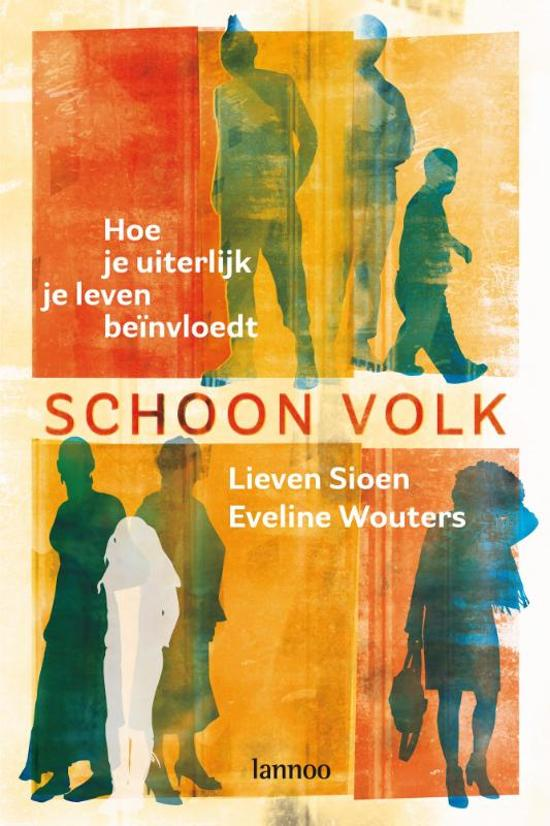 Hoe
je uiterlijk
je leven
beïnvloedt
SCHOON VOLK
Lieven Sioen
Eveline Wouters
lannoo